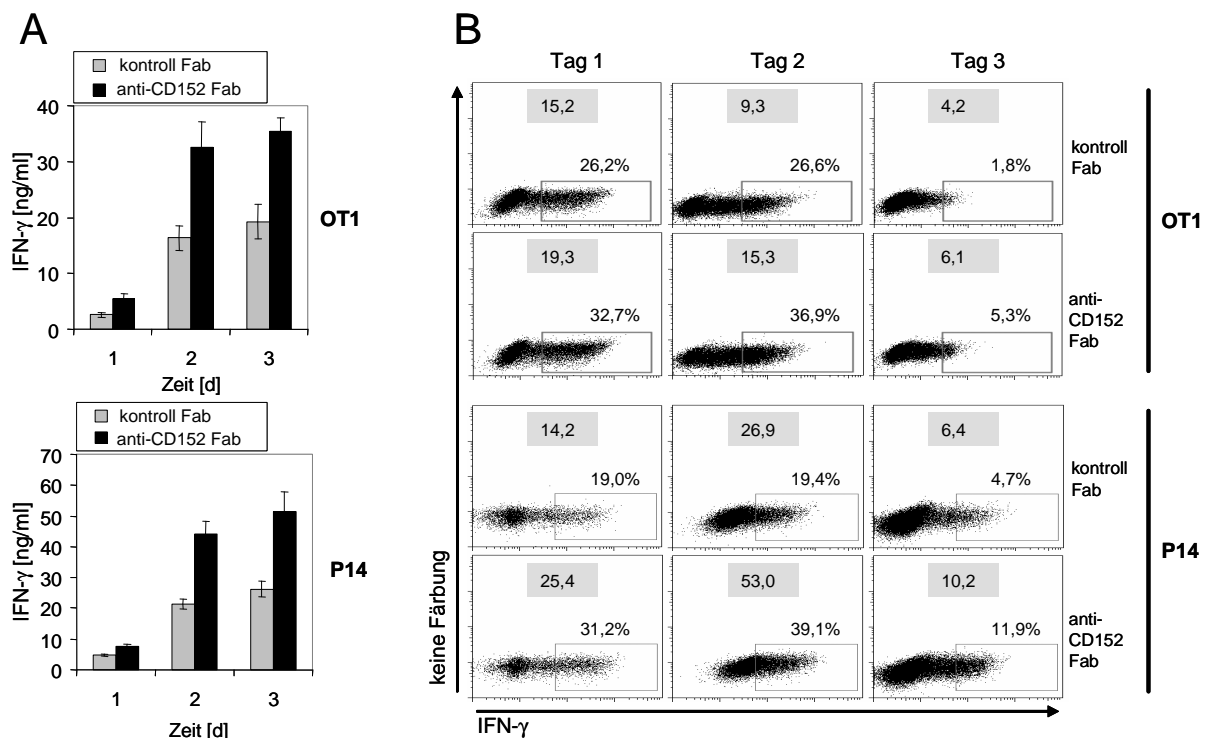 A
kontroll Fab
anti-CD152 Fab
IFN-γ [ng/ml]
40
30
20
10
0
1 2 3
Zeit [d]
OT1
kontroll Fab
anti-CD152 Fab
IFN-γ [ng/ml]
70
60
50
40
30
20
10
0
1 2 3
Zeit [d]
P14
B
Tag 1 Tag 2 Tag 3
15,2 9,3 4,2
26,2% 26,6% 1,8%
kontroll
Fab
19,3 15,3 6,1
32,7% 36,9% 5,3%
anti-
CD152
Fab
OT1
14,2 26,9 6,4
19,0% 19,4% 4,7%
kontroll
Fab
25,4 53,0 10,2
31,2% 39,1% 11,9%
anti-
CD152
Fab
P14
keine Färbung
IFN-γ